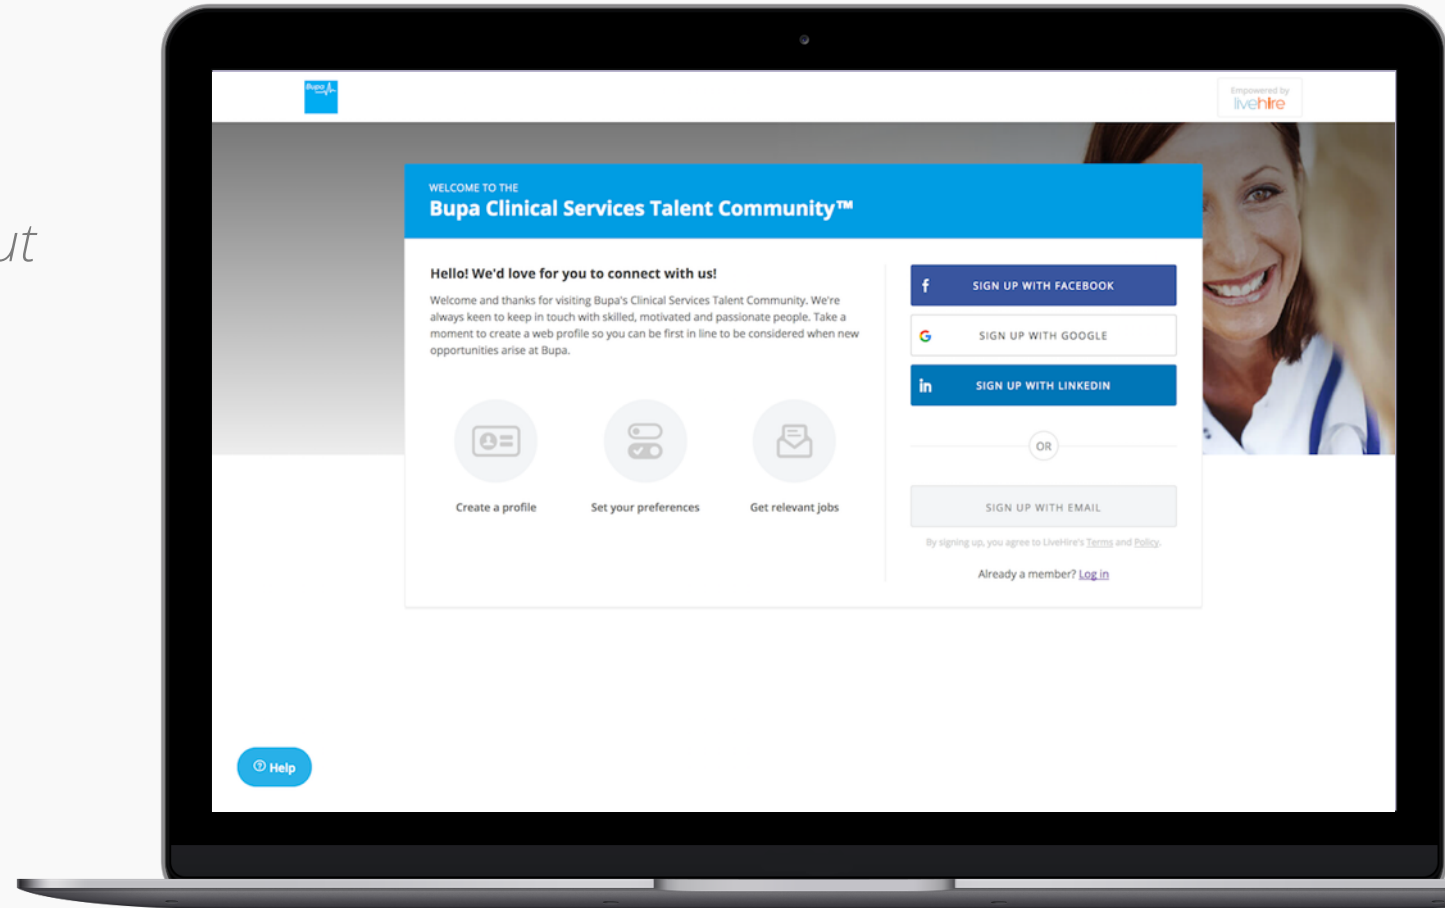 ut
Bupa
Empowered by
livehire
WELCOME TO THE
Bupa Clinical Services Talent Community™
Hello! We'd love for you to connect with us!
Welcome and thanks for visiting Bupa's Clinical Services Talent Community. We're
always keen to keep in touch with skilled, motivated and passionate people. Take a
moment to create a web profile so you can be first in line to be considered when new
opportunities arise at Bupa.
Create a profile
Set your preferences
Get relevant jobs
f SIGN UP WITH FACEBOOK
G SIGN UP WITH GOOGLE
in SIGN UP WITH LINKEDIN
OR
SIGN UP WITH EMAIL
By signing up, you agree to LiveHire's Terms and Policy.
Already a member? Log in
? Help